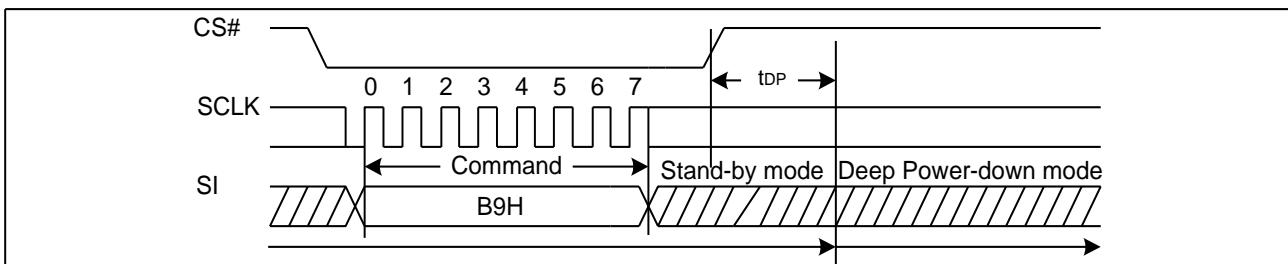 CS#
tDP
0 1 2 3 4 5 6 7
SCLK
Command
Stand-by mode Deep Power-down mode
SI
B9H